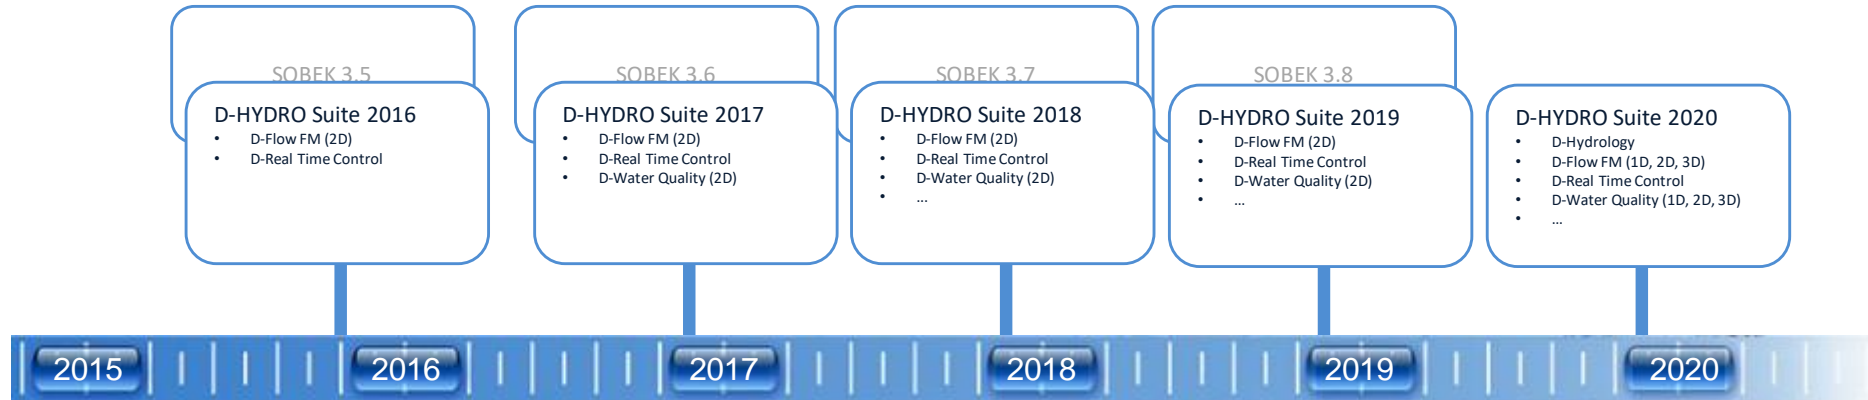 SOBEK 3.5
D-HYDRO Suite 2016
• D-Flow FM (2D)
• D-Real Time Control
SOBEK 3.6
D-HYDRO Suite 2017
• D-Flow FM (2D)
• D-Real Time Control
• D-Water Quality (2D)
SOBEK 3.7
D-HYDRO Suite 2018
• D-Flow FM (2D)
• D-Real Time Control
• D-Water Quality (2D)
• ...
SOBEK 3.8
D-HYDRO Suite 2019
• D-Flow FM (2D)
• D-Real Time Control
• D-Water Quality (2D)
• ...
D-HYDRO Suite 2020
• D-Hydrology
• D-Flow FM (1D, 2D, 3D)
• D-Real Time Control
• D-Water Quality (1D, 2D, 3D)
• ...
2015 2016 2017 2018 2019 2020